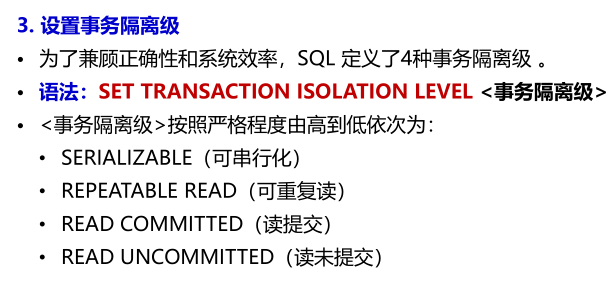 3. 设置事务隔离级
• 为了兼顾正确性和系统效率，SQL 定义了4种事务隔离级 。
• 语法：SET TRANSACTION ISOLATION LEVEL <事务隔离级>
• <事务隔离级>按照严格程度由高到低依次为：
• SERIALIZABLE（可串行化）
• REPEATABLE READ（可重复读）
• READ COMMITTED（读提交）
• READ UNCOMMITTED（读未提交）